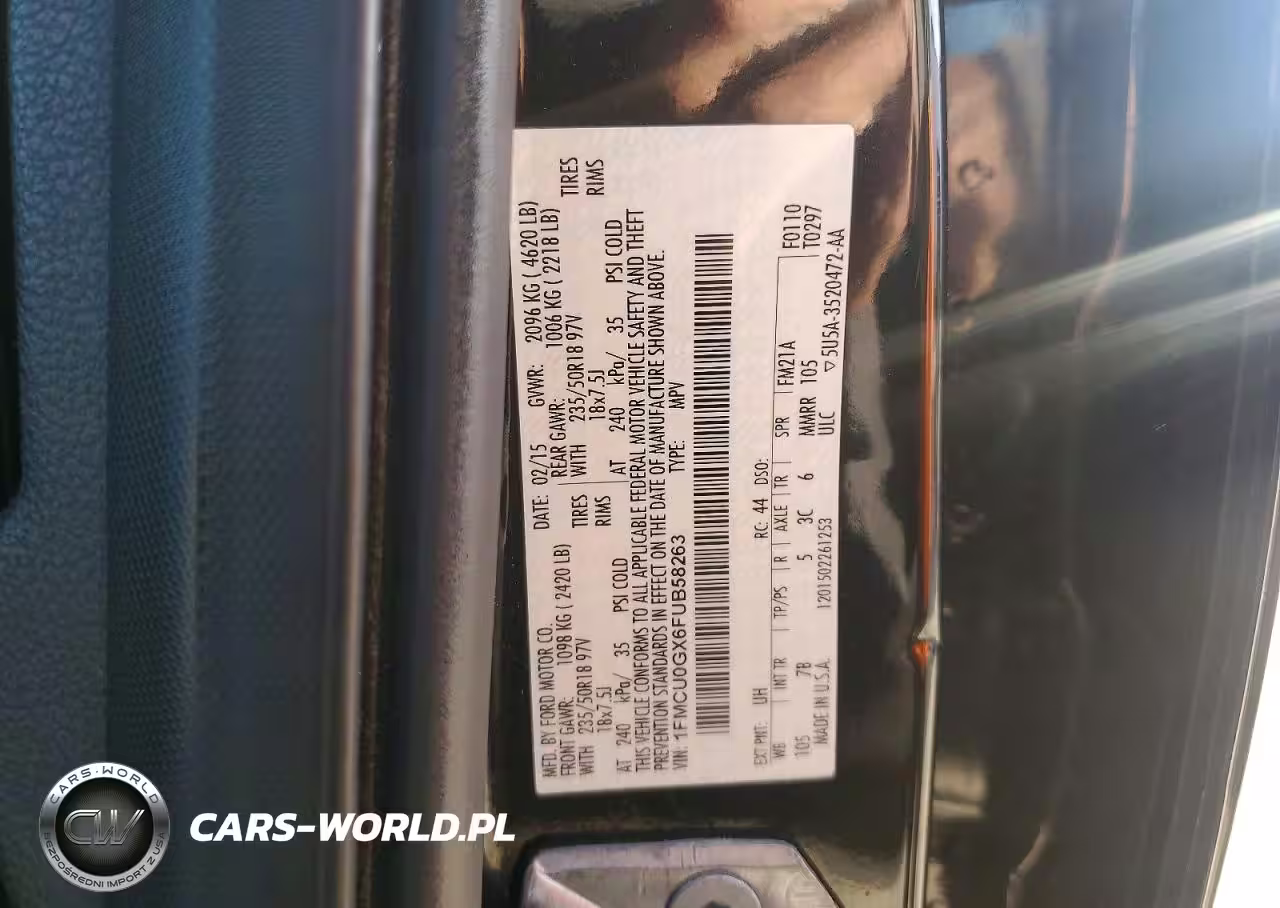 MFD. BY FORD MOTOR CO.
DATE: 02/15 GVWR: 2096 KG ( 4620 LB)
FRONT GAWR: 1098 KG ( 2420 LB) REAR GAWR: 1006 KG ( 2218 LB)
WITH 235/50R18 97V TIRES WITH 235/50R18 97V TIRES
18x7.5J RIMS 18x7.5J RIMS
AT 240 kPa/ 35 PSI COLD AT 240 kPa/ 35 PSI COLD
THIS VEHICLE CONFORMS TO ALL APPLICABLE FEDERAL MOTOR VEHICLE SAFETY AND THEFT
PREVENTION STANDARDS IN EFFECT ON THE DATE OF MANUFACTURE SHOWN ABOVE.
VIN: 1FMCU0GX6FUB58263 TYPE: MPV
EXT PNT: UH RC: 44 DSO: F0110
WB INT TR TP/PS R AXLE TR SPR FM21A T0297
105 7B 5 3C 6 MMRR 105
MADE IN U.S.A. 1201502261253 ULC ▽5U5A-3520472-AA
CARS-WORLD
CW
BEZPOŚREDNI IMPORT Z USA
CARS-WORLD.PL